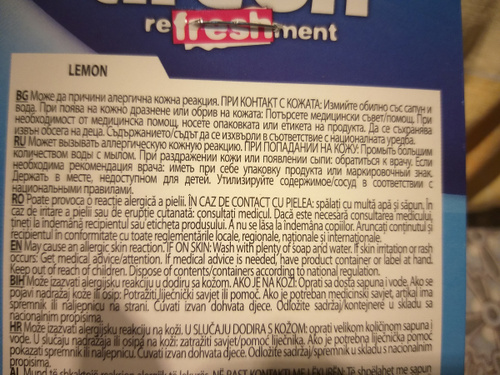 refreshment
LEMON
BG Може да причини алергична кожна реакция. ПРИ КОНТАКТ С КОЖАТА: Измийте обилно със сапун и
вода. При поява на кожно дразнене или обрив на кожата: Потърсете медицински съвет/помощ. При
необходимост от медицинска помощ, носете опаковката или етикета на продукта. Да се съхранява
извън обсега на деца. Съдържанието/съдът да се изхвърли в съответствие с националната уредба.
RU Может вызывать аллергическую кожную реакцию. ПРИ ПОПАДАНИИ НА КОЖУ: Промыть большим
количеством воды с мылом. При раздражении кожи или появлении сыпи: обратиться к врачу. Если
необходима рекомендация врача: иметь при себе упаковку продукта или маркировочный знак.
Держать в месте, недоступном для детей. Утилизируйте содержимое/сосуд в соответствии с
национальными правилами.
RO Poate provoca o reacție alergică a pielii. ÎN CAZ DE CONTACT CU PIELEA: spălați cu multă apă și săpun. În
caz de iritare a pielii sau de erupție cutanată: consultați medicul. Dacă este necesară consultarea medicului,
țineți la îndemână recipientul sau eticheta produsului. A nu se lăsa la îndemâna copiilor. Aruncați conținutul și
recipientul în conformitate cu toate reglementările locale, regionale, naționale și internaționale.
EN May cause an allergic skin reaction. IF ON SKIN: Wash with plenty of soap and water. If skin irritation or rash
occurs: Get medical advice/attention. If medical advice is needed, have product container or label at hand.
Keep out of reach of children. Dispose of contents/containers according to national regulation.
BIH Može izazvati alergijsku reakciju u dodiru sa kožom. AKO JE NA KOŽI: Oprati sa dosta sapuna i vode. Ako se
pojavi nadražaj kože ili osip: Potražiti liječnički savjet ili pomoć. Ako je potreban medicinski savjet, artikal ima
spremnik ili naljepnicu na strani. Čuvati izvan dohvata djece. Odložite sadržaj/kontejnere u skladu sa
nacionalnim propisima.
HR Može izazvati alergijsku reakciju na koži. U SLUČAJU DODIRA S KOŽOM: oprati velikom količinom sapuna i
vode. U slučaju nadražaja ili osipa na koži: zatražiti savjet/pomoć liječnika. Ako je potrebna liječnička pomoć
pokazati spremnik ili naljepnicu. Čuvati izvan dohvata djece. Odložite sadržaj/spremnik u skladu s nacionalnim
propisima.